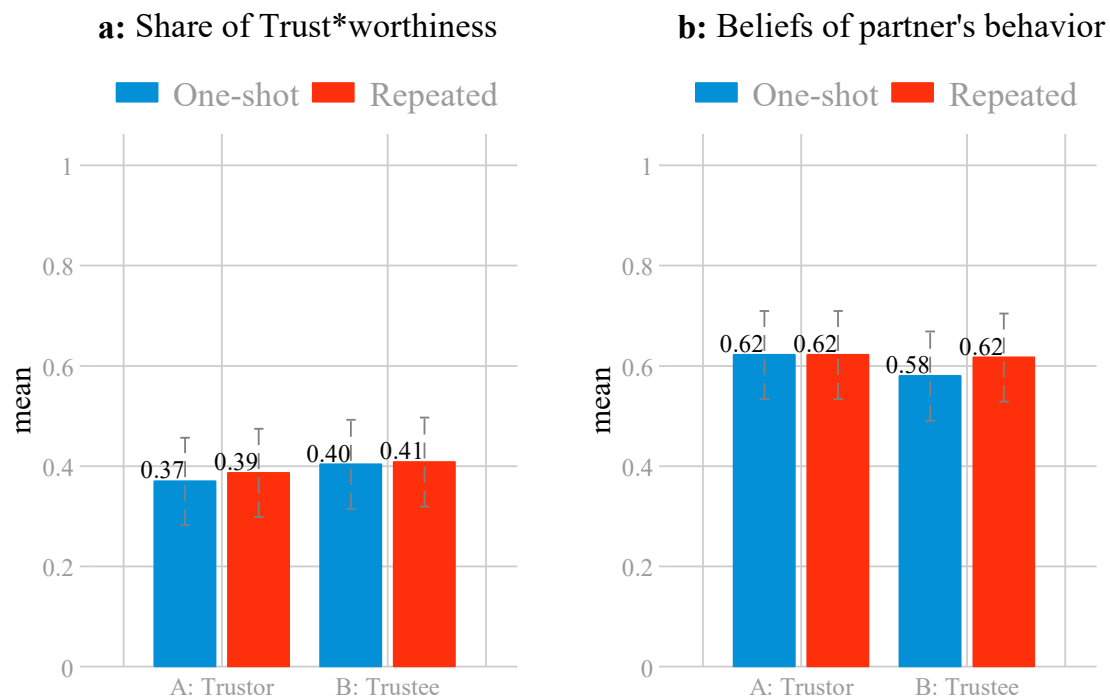 a: Share of Trust*worthiness
One-shot Repeated
mean
1
0.8
0.6
0.4
0.2
0
0.37 0.39 0.40 0.41
A: Trustor B: Trustee
b: Beliefs of partner's behavior
One-shot Repeated
mean
1
0.8
0.6
0.4
0.2
0
0.62 0.62 0.58 0.62
A: Trustor B: Trustee